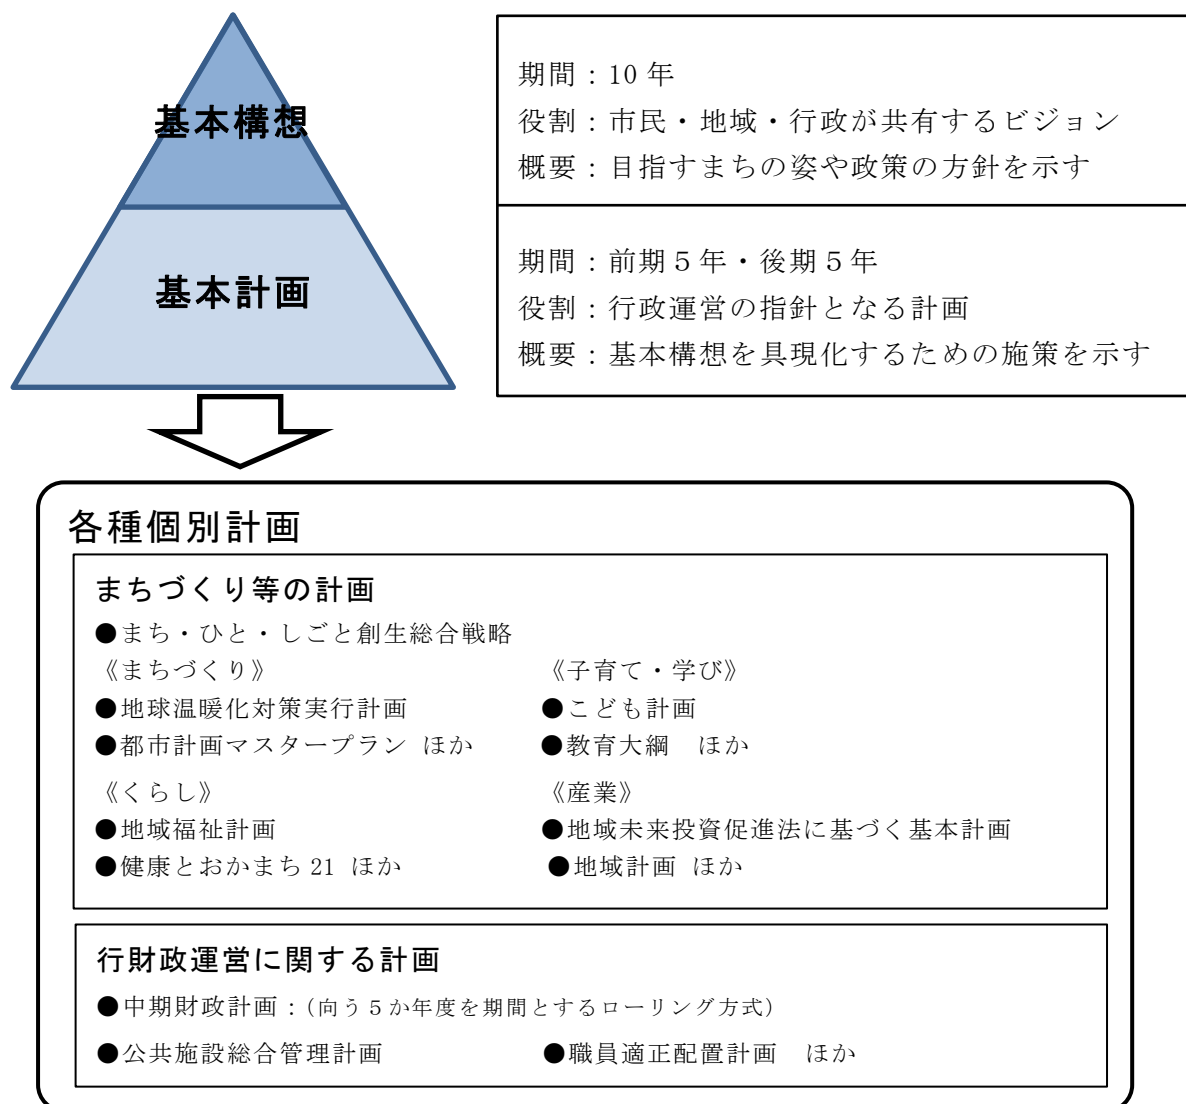 基本構想
期間：10 年
役割：市民・地域・行政が共有するビジョン
概要：目指すまちの姿や政策の方針を示す
基本計画
期間：前期５年・後期５年
役割：行政運営の指針となる計画
概要：基本構想を具現化するための施策を示す
各種個別計画
まちづくり等の計画
●まち・ひと・しごと創生総合戦略
《まちづくり》
●地球温暖化対策実行計画
●都市計画マスタープラン ほか
《子育て・学び》
●こども計画
●教育大綱　ほか
《くらし》
●地域福祉計画
●健康とおかまち 21 ほか
《産業》
●地域未来投資促進法に基づく基本計画
●地域計画 ほか
行財政運営に関する計画
●中期財政計画：（向う５か年度を期間とするローリング方式）
●公共施設総合管理計画
●職員適正配置計画　ほか